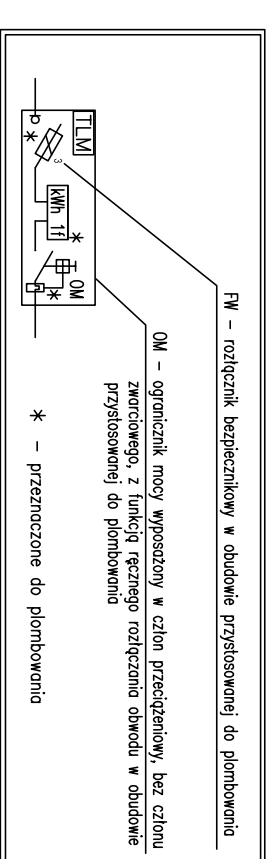 FW – rozłącznik bezpiecznikowy w obudowie przystosowanej do plombowania
OM – ogranicznik mocy wyposażony w człon przeciążeniowy, bez członu
zwarciowego, z funkcją ręcznego rozłączania obwodu w obudowie
przystosowanej do plombowania
TLM
*
3
kWh 1f
*
OM
*
* – przeznaczone do plombowania